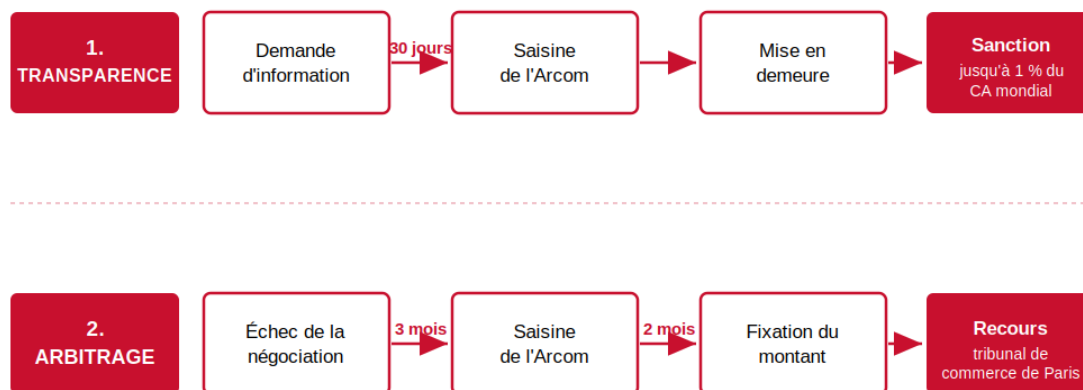 1.
TRANSPARENCE
Demande
d'information
30 jours
Saisine
de l'Arcom
Mise en
demeure
Sanction
jusqu'à 1 % du
CA mondial
2.
ARBITRAGE
Échec de la
négociation
3 mois
Saisine
de l'Arcom
2 mois
Fixation du
montant
Recours
tribunal de
commerce de Paris